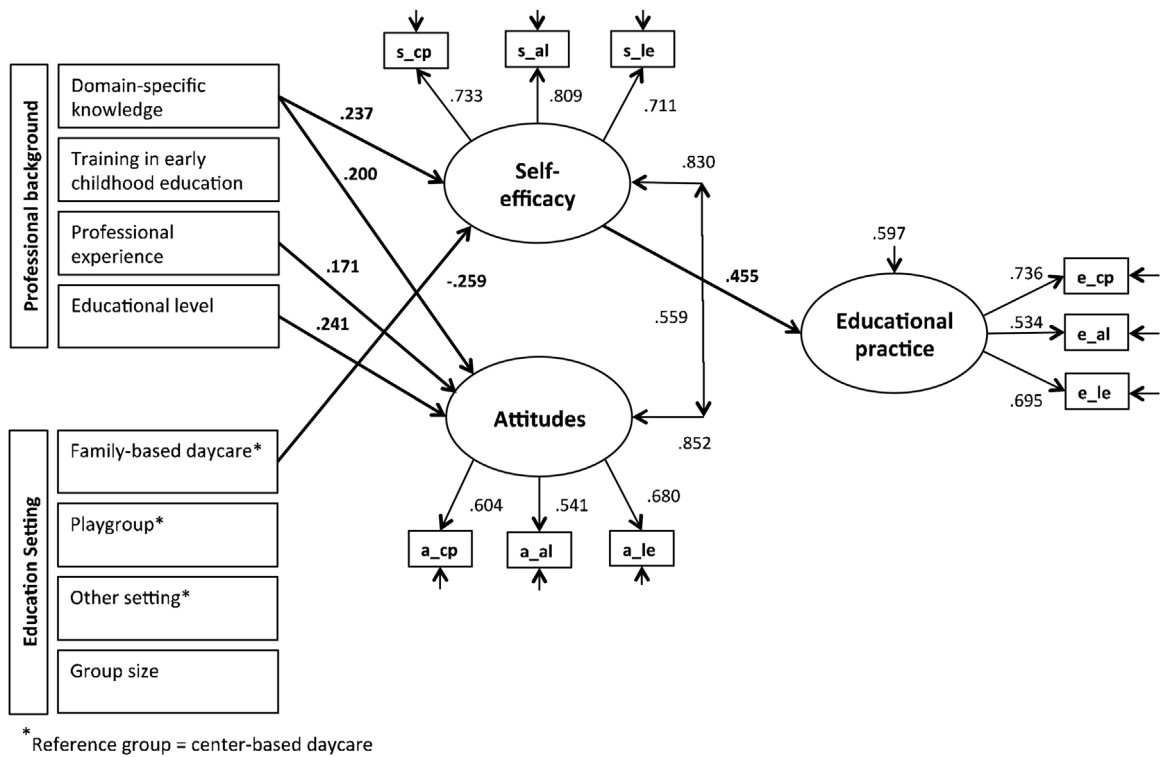 s_cp
s_al
s_le
.733
.809
.711
Professional background
Domain-specific
knowledge
Training in early
childhood education
Professional
experience
Educational level
.237
.200
.171
.241
-.259
Self-
efficacy
.830
.559
.852
.455
Attitudes
.604
.541
.680
a_cp
a_al
a_le
.597
Educational
practice
.736
.534
.695
e_cp
e_al
e_le
Education Setting
Family-based daycare*
Playgroup*
Other setting*
Group size
*Reference group = center-based daycare